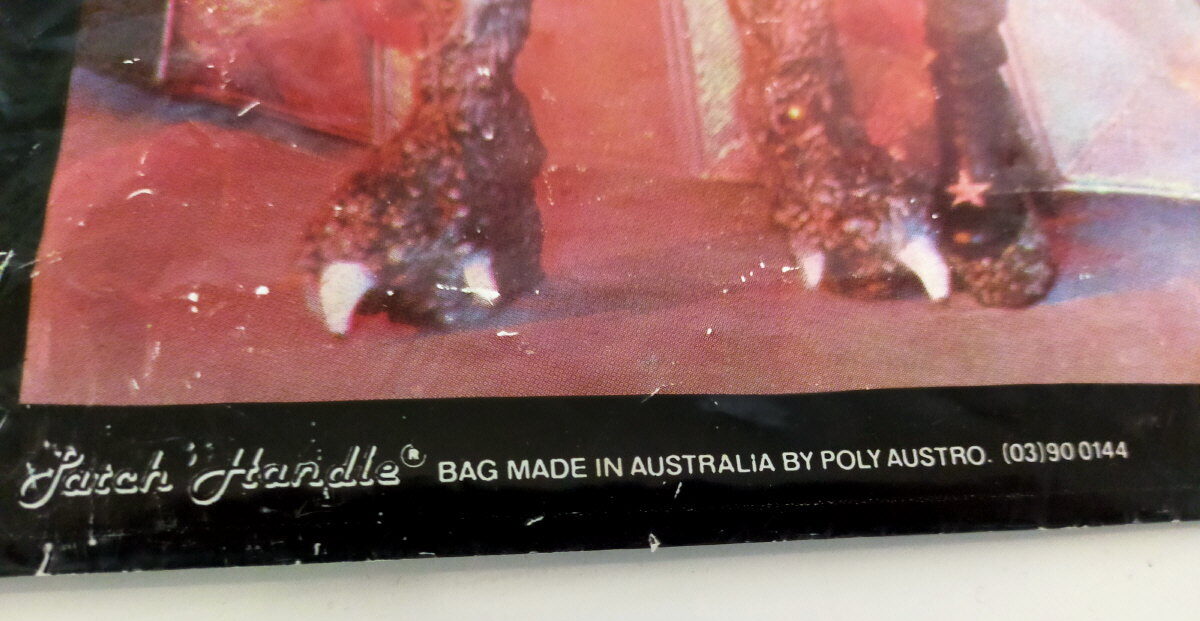 Patch Handle® BAG MADE IN AUSTRALIA BY POLY AUSTRO. (03)90 0144